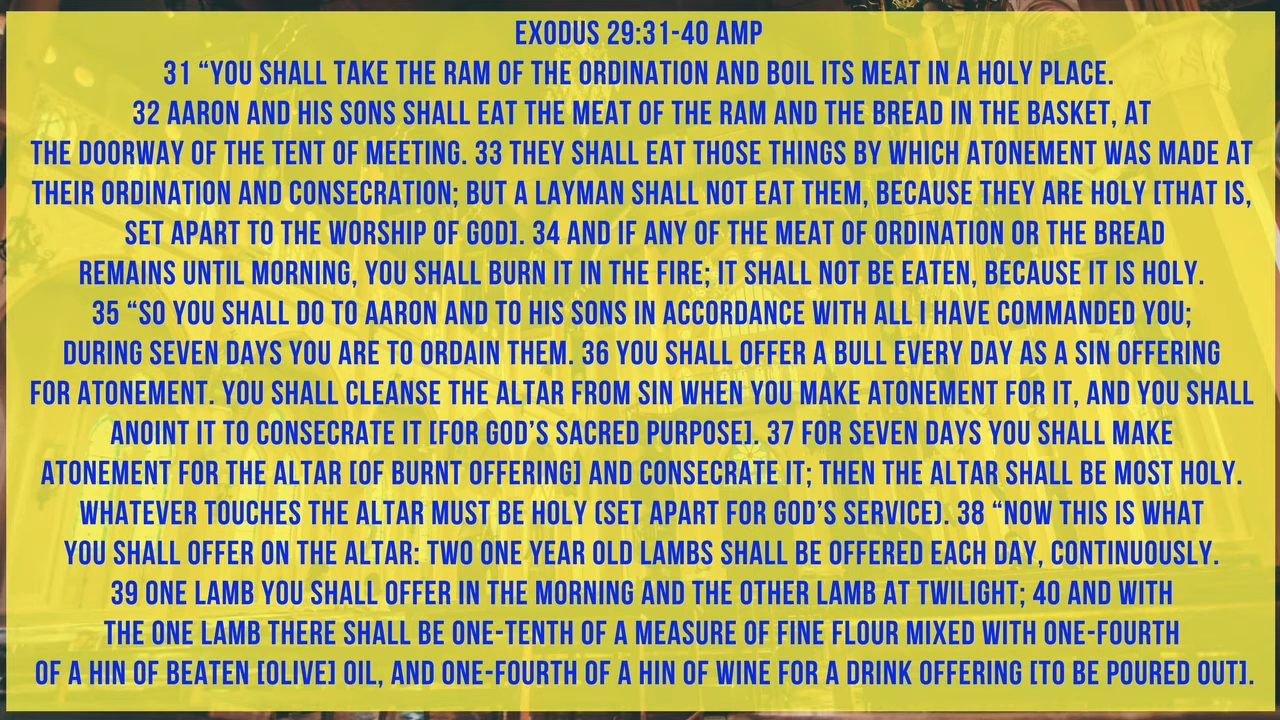 EXODUS 29:31-40 AMP
31 “YOU SHALL TAKE THE RAM OF THE ORDINATION AND BOIL ITS MEAT IN A HOLY PLACE.
32 AARON AND HIS SONS SHALL EAT THE MEAT OF THE RAM AND THE BREAD IN THE BASKET, AT
THE DOORWAY OF THE TENT OF MEETING. 33 THEY SHALL EAT THOSE THINGS BY WHICH ATONEMENT WAS MADE AT
THEIR ORDINATION AND CONSECRATION; BUT A LAYMAN SHALL NOT EAT THEM, BECAUSE THEY ARE HOLY [THAT IS,
SET APART TO THE WORSHIP OF GOD]. 34 AND IF ANY OF THE MEAT OF ORDINATION OR THE BREAD
REMAINS UNTIL MORNING, YOU SHALL BURN IT IN THE FIRE; IT SHALL NOT BE EATEN, BECAUSE IT IS HOLY.
35 “SO YOU SHALL DO TO AARON AND TO HIS SONS IN ACCORDANCE WITH ALL I HAVE COMMANDED YOU;
DURING SEVEN DAYS YOU ARE TO ORDAIN THEM. 36 YOU SHALL OFFER A BULL EVERY DAY AS A SIN OFFERING
FOR ATONEMENT. YOU SHALL CLEANSE THE ALTAR FROM SIN WHEN YOU MAKE ATONEMENT FOR IT, AND YOU SHALL
ANOINT IT TO CONSECRATE IT [FOR GOD’S SACRED PURPOSE]. 37 FOR SEVEN DAYS YOU SHALL MAKE
ATONEMENT FOR THE ALTAR [OF BURNT OFFERING] AND CONSECRATE IT; THEN THE ALTAR SHALL BE MOST HOLY.
WHATEVER TOUCHES THE ALTAR MUST BE HOLY (SET APART FOR GOD’S SERVICE). 38 “NOW THIS IS WHAT
YOU SHALL OFFER ON THE ALTAR: TWO ONE YEAR OLD LAMBS SHALL BE OFFERED EACH DAY, CONTINUOUSLY.
39 ONE LAMB YOU SHALL OFFER IN THE MORNING AND THE OTHER LAMB AT TWILIGHT; 40 AND WITH
THE ONE LAMB THERE SHALL BE ONE-TENTH OF A MEASURE OF FINE FLOUR MIXED WITH ONE-FOURTH
OF A HIN OF BEATEN [OLIVE] OIL, AND ONE-FOURTH OF A HIN OF WINE FOR A DRINK OFFERING [TO BE POURED OUT].